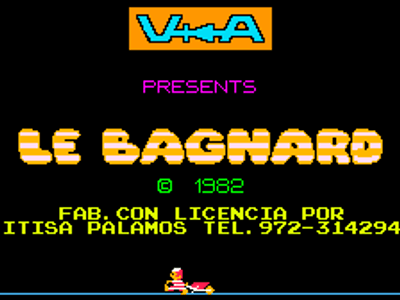 V A
PRESENTS
LE BAGNARD
© 1982
FAB.CON LICENCIA POR
ITISA PALAMOS TEL.972-314294